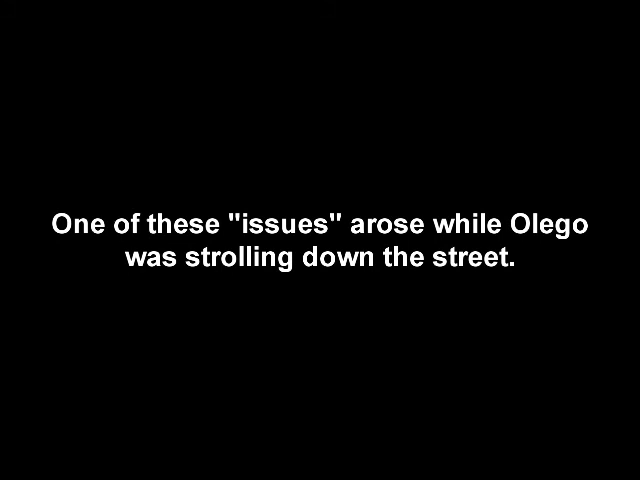 One of these "issues" arose while Olego
was strolling down the street.